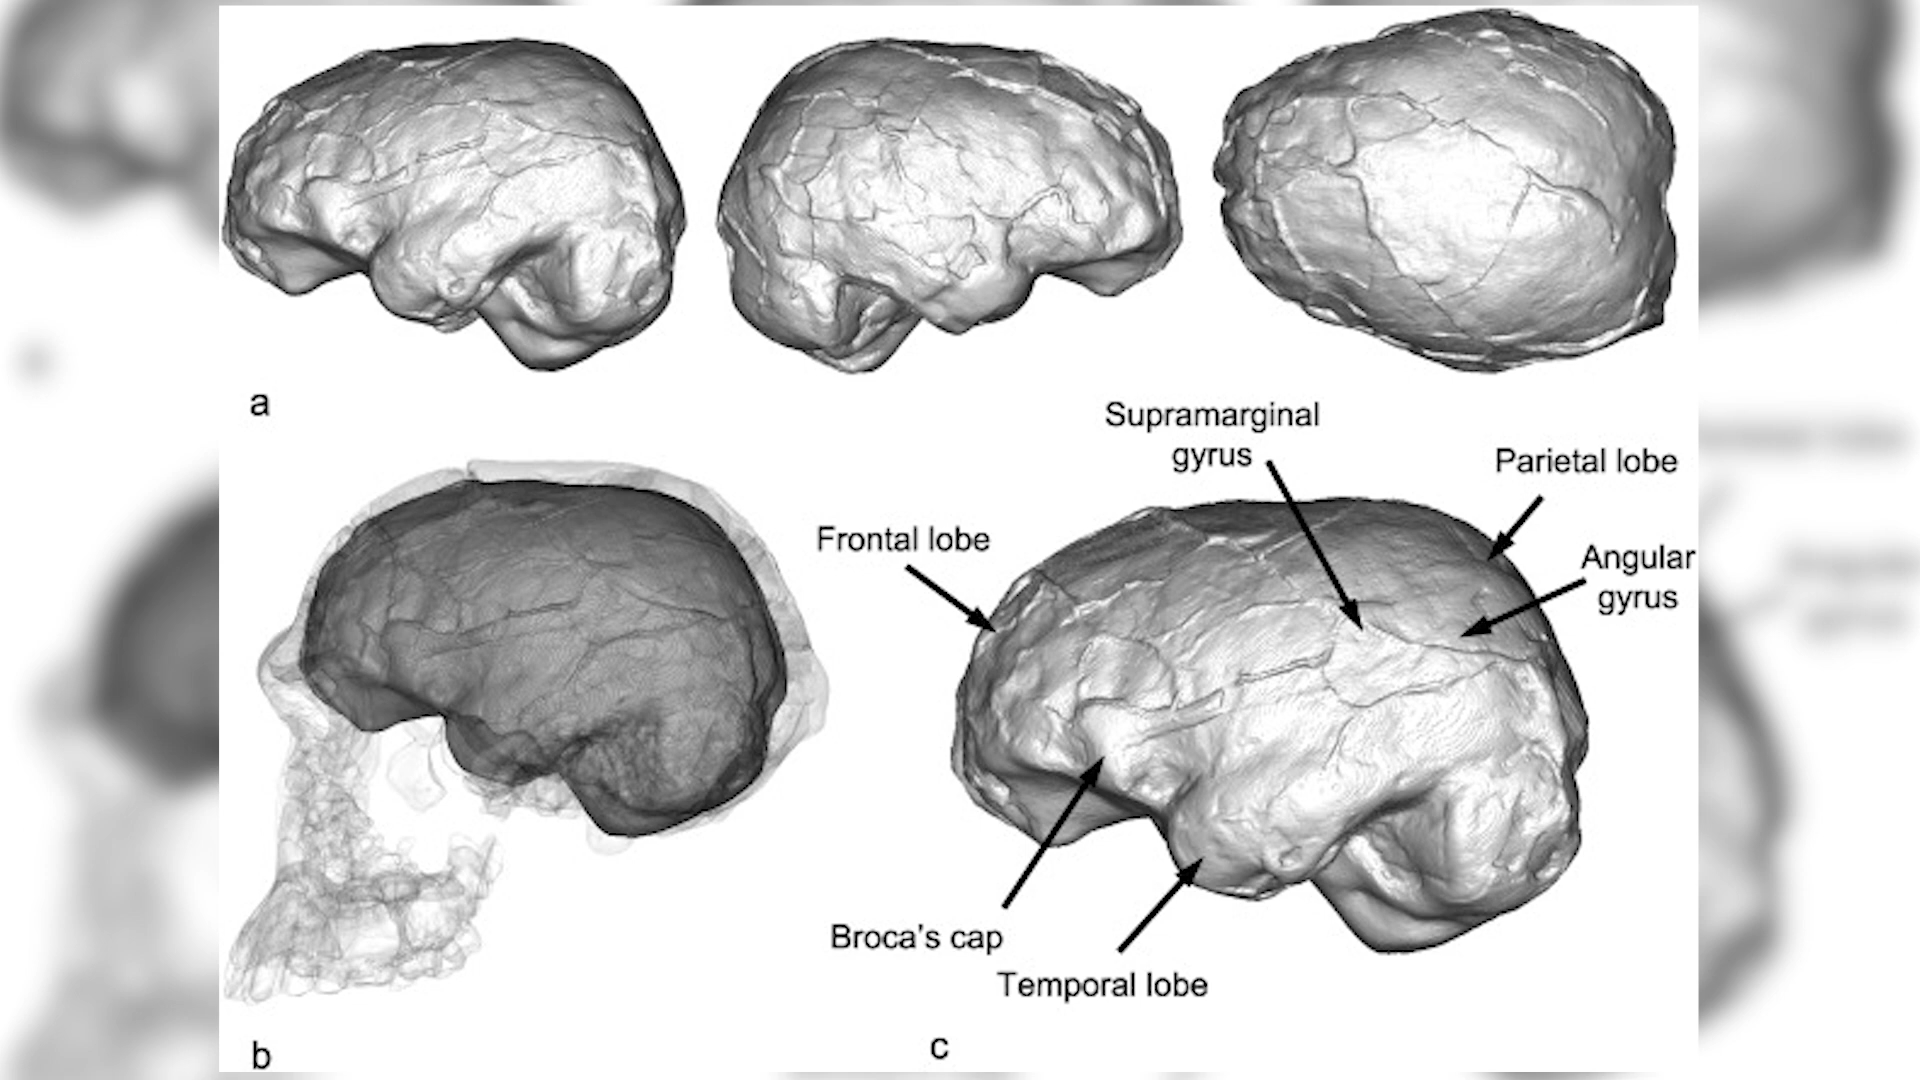 a
Supramarginal
gyrus
Parietal lobe
Frontal lobe
Angular
gyrus
Broca's cap
Temporal lobe
b
c